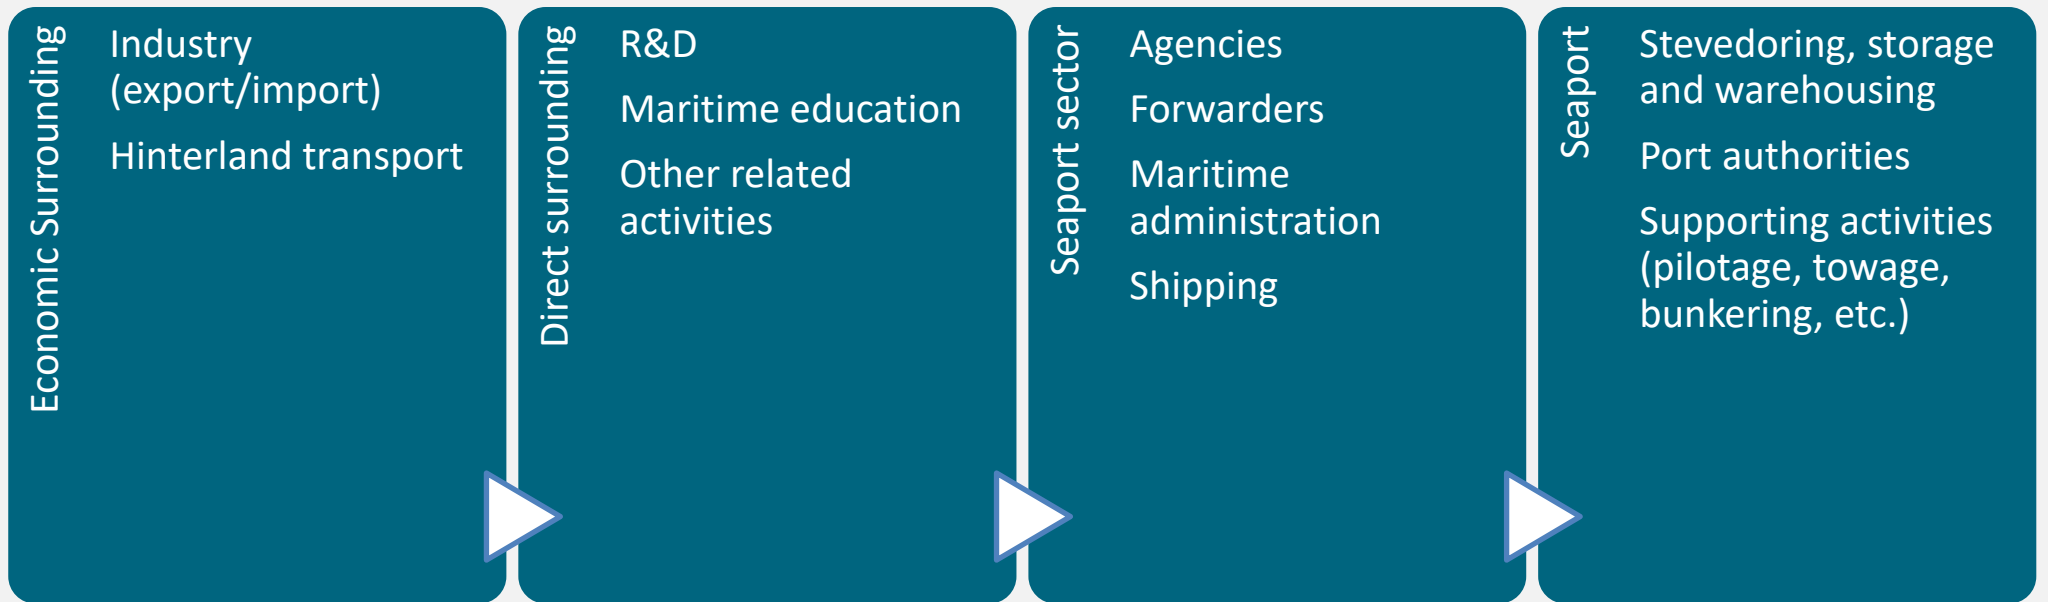 Economic Surrounding
Industry
(export/import)
Hinterland transport
Direct surrounding
R&D
Maritime education
Other related
activities
Seaport sector
Agencies
Forwarders
Maritime
administration
Shipping
Seaport
Stevedoring, storage
and warehousing
Port authorities
Supporting activities
(pilotage, towage,
bunkering, etc.)